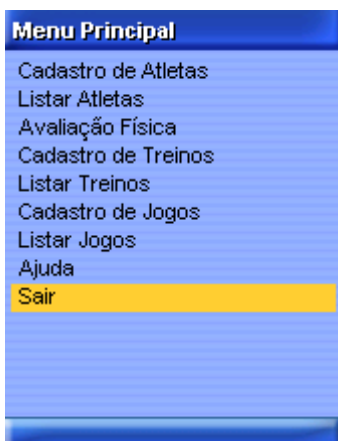 Menu Principal
Cadastro de Atletas
Listar Atletas
Avaliação Física
Cadastro de Treinos
Listar Treinos
Cadastro de Jogos
Listar Jogos
Ajuda
Sair